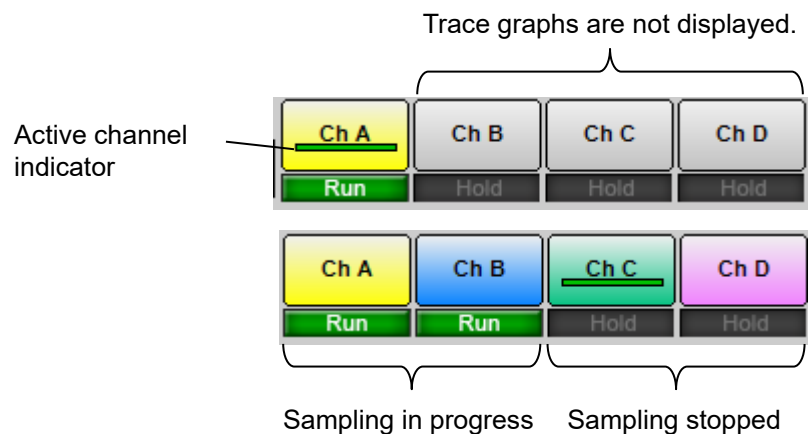 Trace graphs are not displayed.
Active channel
indicator
Ch A Ch B Ch C Ch D
Run Hold Hold Hold
Ch A Ch B Ch C Ch D
Run Run Hold Hold
Sampling in progress Sampling stopped